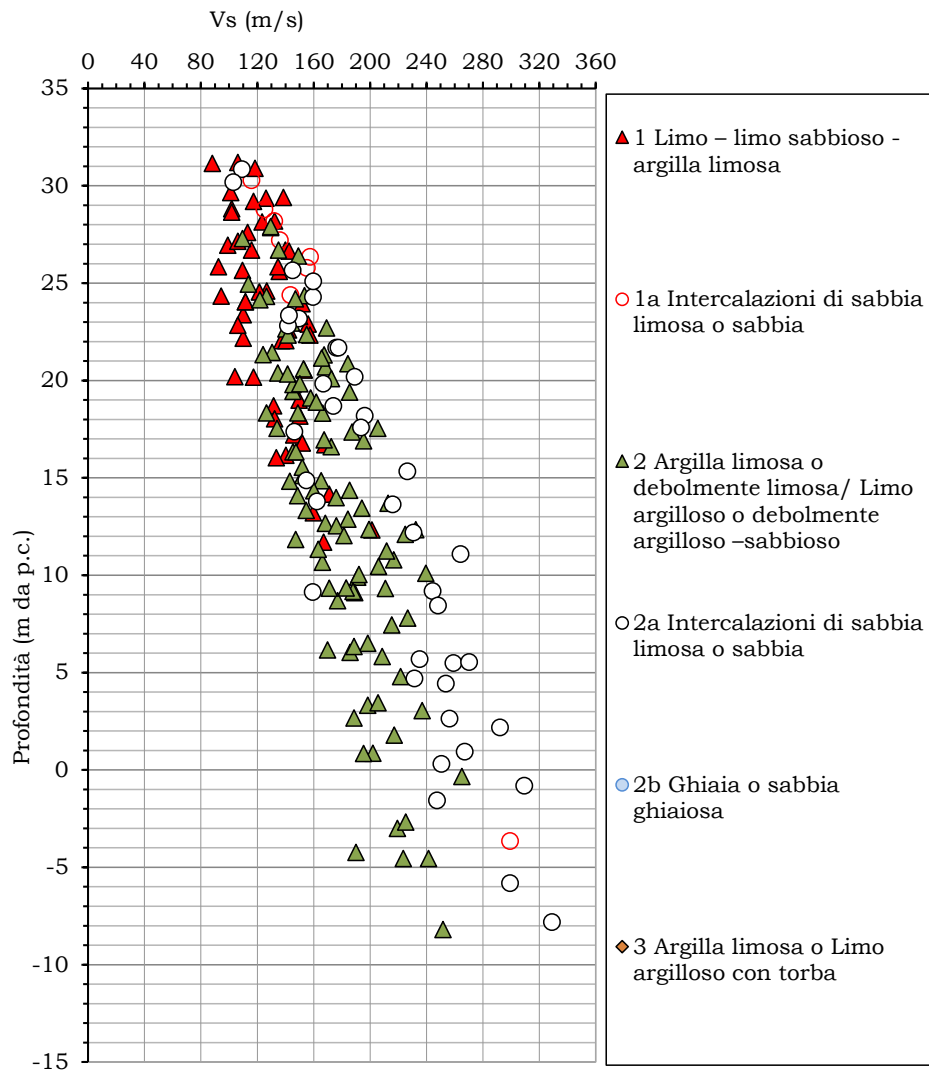 Vs (m/s)
0 40 80 120 160 200 240 280 320 360
35
30
25
20
15
10
5
0
-5
-10
-15
Profondità (m da p.c.)
1 Limo – limo sabbioso -
argilla limosa
1a Intercalazioni di sabbia
limosa o sabbia
2 Argilla limosa o
debolmente limosa/ Limo
argilloso o debolmente
argilloso –sabbioso
2a Intercalazioni di sabbia
limosa o sabbia
2b Ghiaia o sabbia
ghiaiosa
3 Argilla limosa o Limo
argilloso con torba